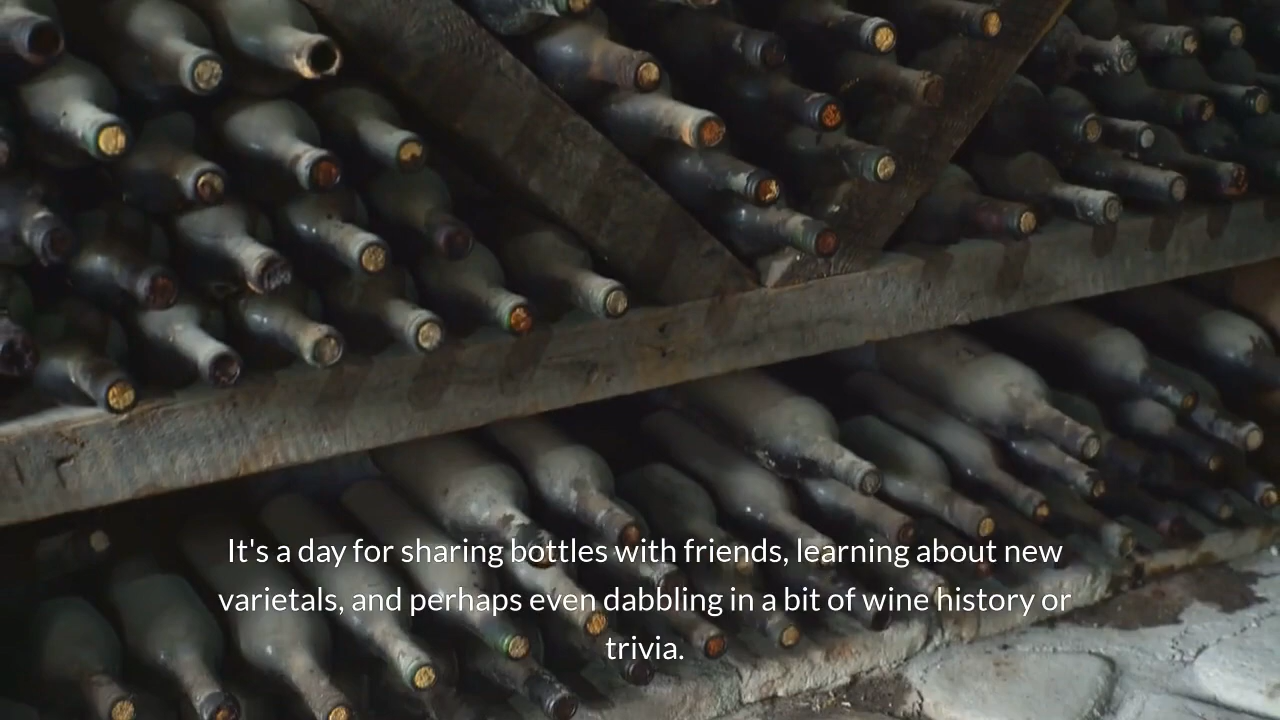 It's a day for sharing bottles with friends, learning about new
varietals, and perhaps even dabbling in a bit of wine history or
trivia.